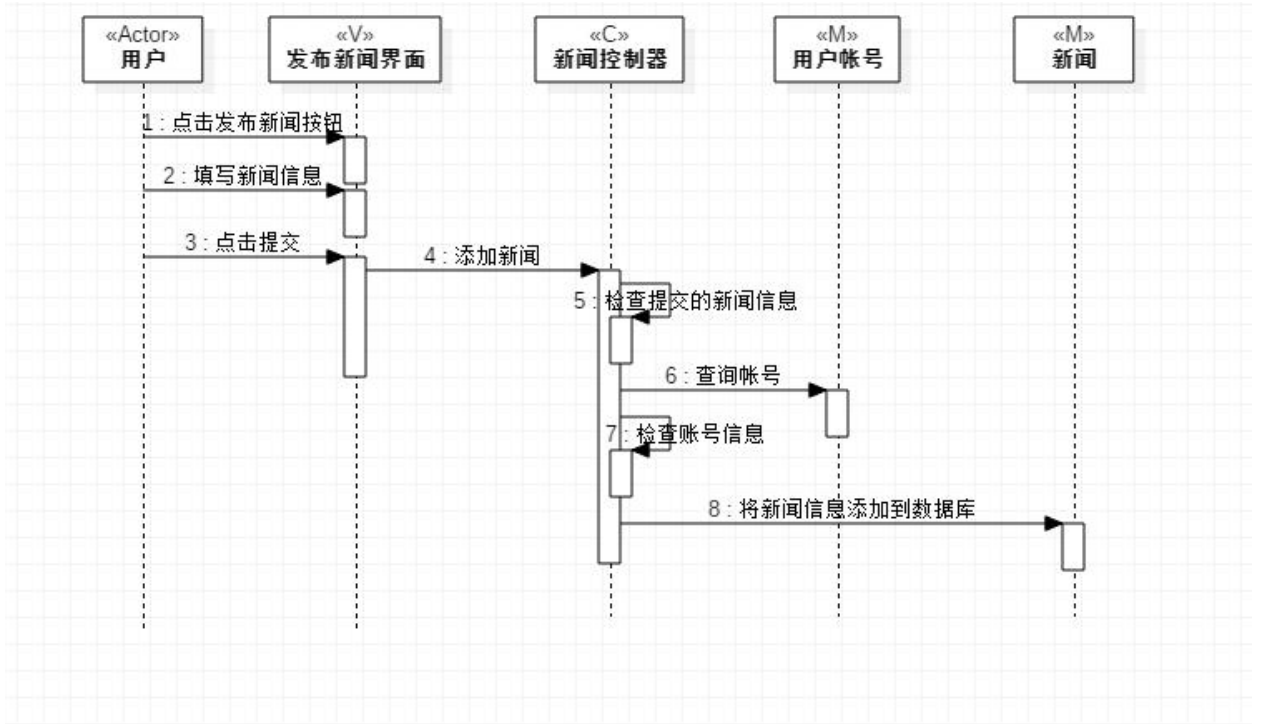 «Actor»
用户
«V»
发布新闻界面
«C»
新闻控制器
«M»
用户帐号
«M»
新闻
1 : 点击发布新闻按钮
2 : 填写新闻信息
3 : 点击提交
4 : 添加新闻
5 : 检查提交的新闻信息
6 : 查询帐号
7 : 检查账号信息
8 : 将新闻信息添加到数据库